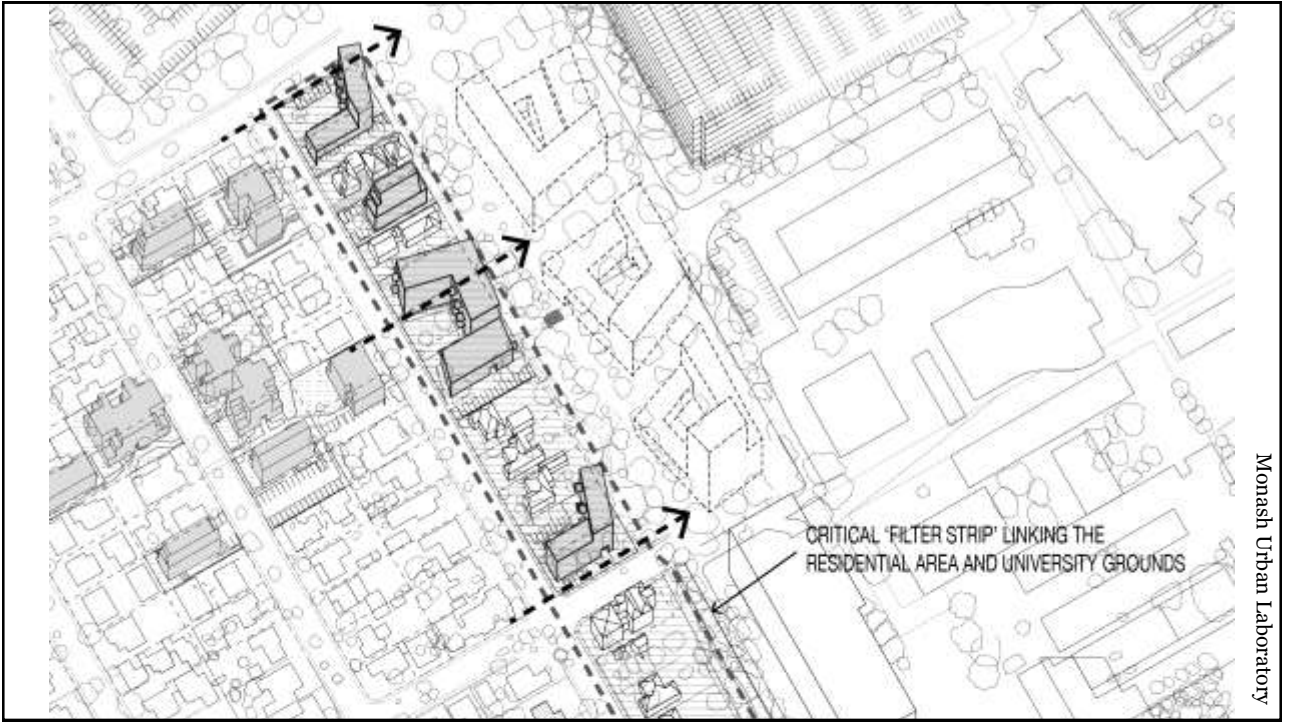 CRITICAL 'FILTER STRIP' LINKING THE
RESIDENTIAL AREA AND UNIVERSITY GROUNDS
Monash Urban Laboratory